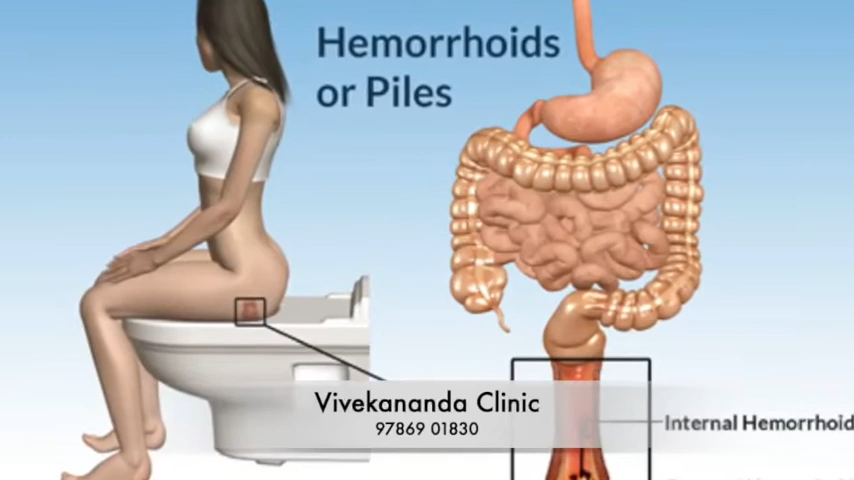 Hemorrhoids
or Piles
Vivekananda Clinic
97869 01830
Internal Hemorrhoid